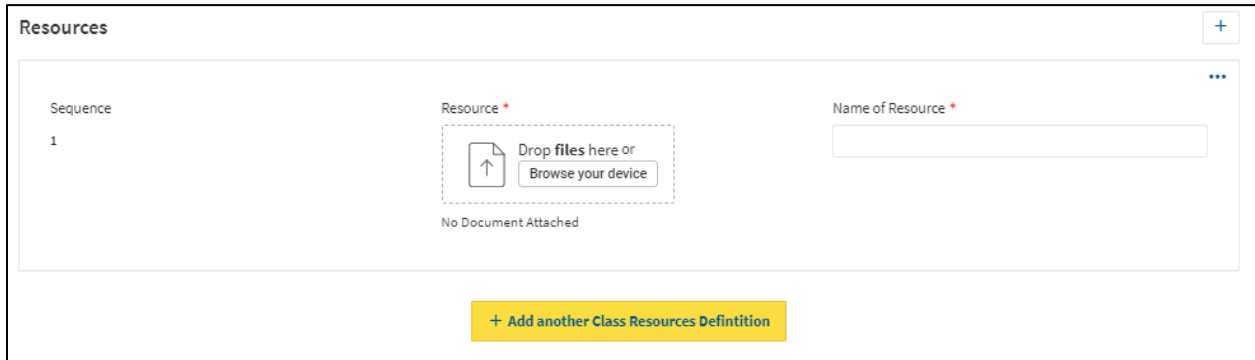 Resources
+
•••
Sequence
Resource *
Name of Resource *
1
Drop files here or
Browse your device
No Document Attached
+ Add another Class Resources Defintition